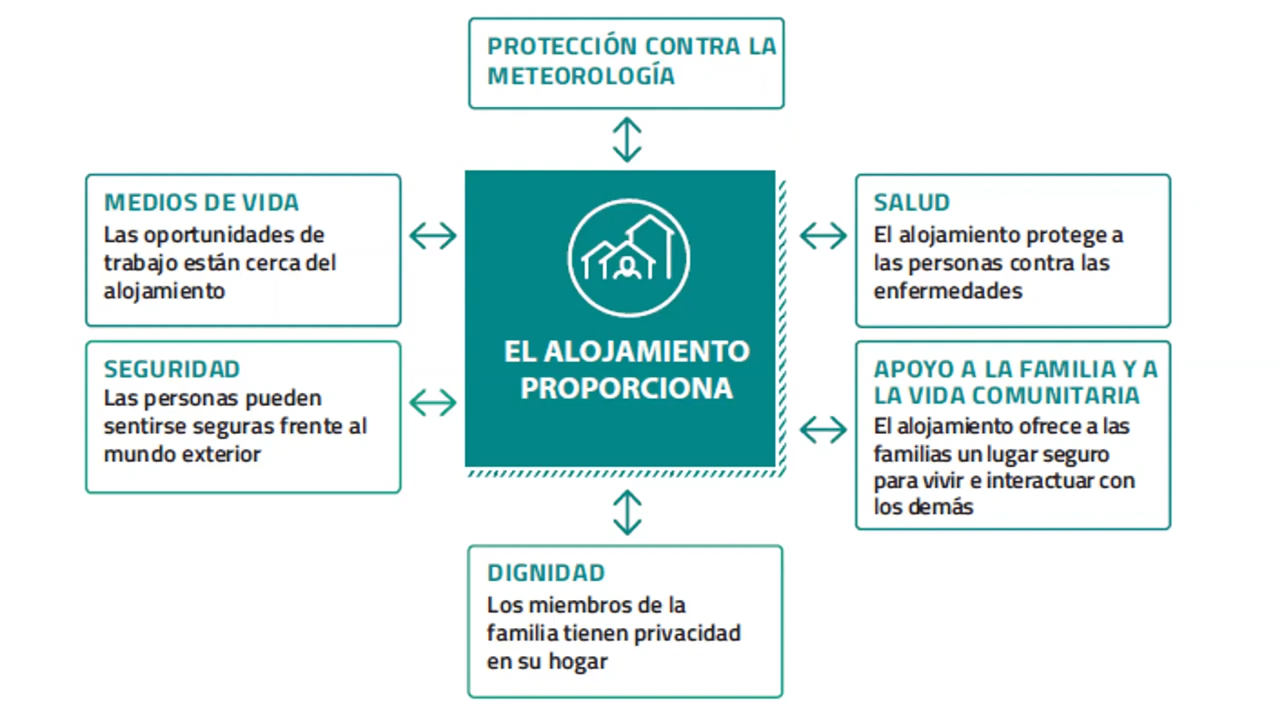 PROTECCIÓN CONTRA LA
METEOROLOGÍA
MEDIOS DE VIDA
Las oportunidades de
trabajo están cerca del
alojamiento
SEGURIDAD
Las personas pueden
sentirse seguras frente al
mundo exterior
EL ALOJAMIENTO
PROPORCIONA
SALUD
El alojamiento protege a
las personas contra las
enfermedades
APOYO A LA FAMILIA Y A
LA VIDA COMUNITARIA
El alojamiento ofrece a las
familias un lugar seguro
para vivir e interactuar con
los demás
DIGNIDAD
Los miembros de la
familia tienen privacidad
en su hogar